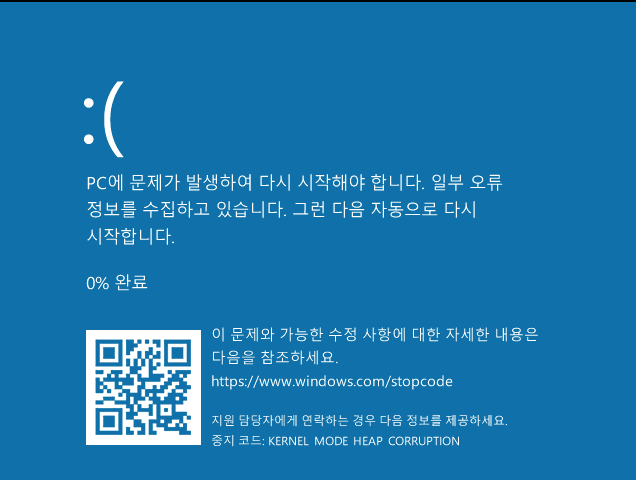 :(
PC에 문제가 발생하여 다시 시작해야 합니다. 일부 오류
정보를 수집하고 있습니다. 그런 다음 자동으로 다시
시작합니다.
0% 완료
이 문제와 가능한 수정 사항에 대한 자세한 내용은
다음을 참조하세요.
https://www.windows.com/stopcode
지원 담당자에게 연락하는 경우 다음 정보를 제공하세요.
중지 코드: KERNEL MODE HEAP CORRUPTION